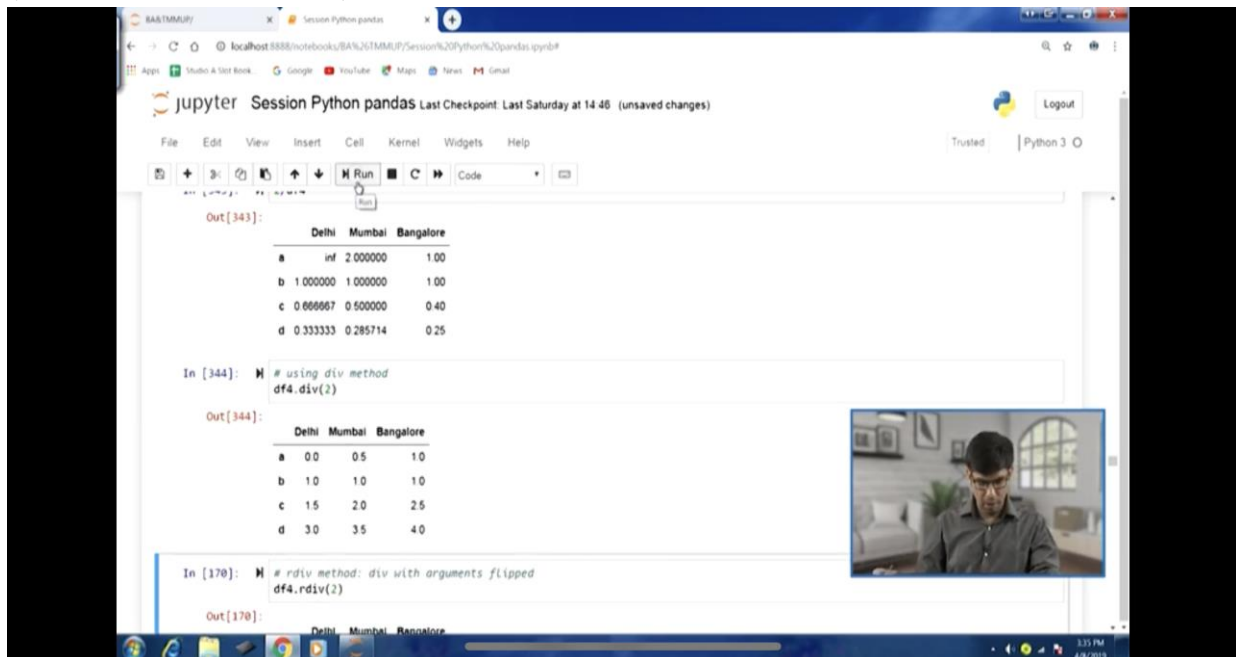 BA&TMMUP/
Session Python pandas
localhost:8888/notebooks/BA%26TMMUP/Session%20Python%20pandas.ipynb#
Apps
Studio A Slot Book...
Google
YouTube
Maps
News
Gmail
jupyter Session Python pandas Last Checkpoint: Last Saturday at 14:46 (unsaved changes)
Logout
File Edit View Insert Cell Kernel Widgets Help
Trusted
Python 3
Run
Code
Run
Out[343]:
Delhi Mumbai Bangalore
a inf 2.000000 1.00
b 1.000000 1.000000 1.00
c 0.666667 0.500000 0.40
d 0.333333 0.285714 0.25
In [344]: # using div method
df4.div(2)
Out[344]:
Delhi Mumbai Bangalore
a 0.0 0.5 1.0
b 1.0 1.0 1.0
c 1.5 2.0 2.5
d 3.0 3.5 4.0
In [170]: # rdiv method: div with arguments flipped
df4.rdiv(2)
Out[170]:
Delhi Mumbai Bangalore
3:35 PM